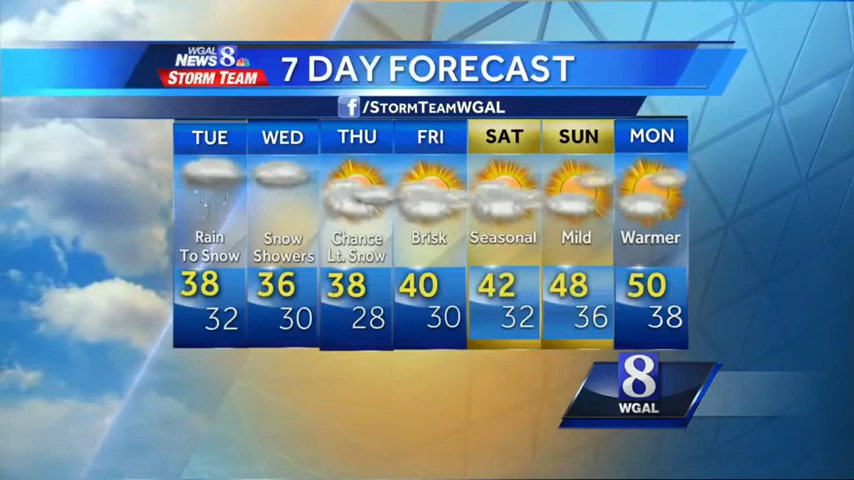 WGAL
NEWS 8
STORM TEAM
7 DAY FORECAST
f/STORMTEAMWGAL
TUE WED THU FRI SAT SUN MON
Rain Snow Chance Brisk Seasonal Mild Warmer
To Snow Showers Lt. Snow
38 36 38 40 42 48 50
32 30 28 30 32 36 38
8
WGAL